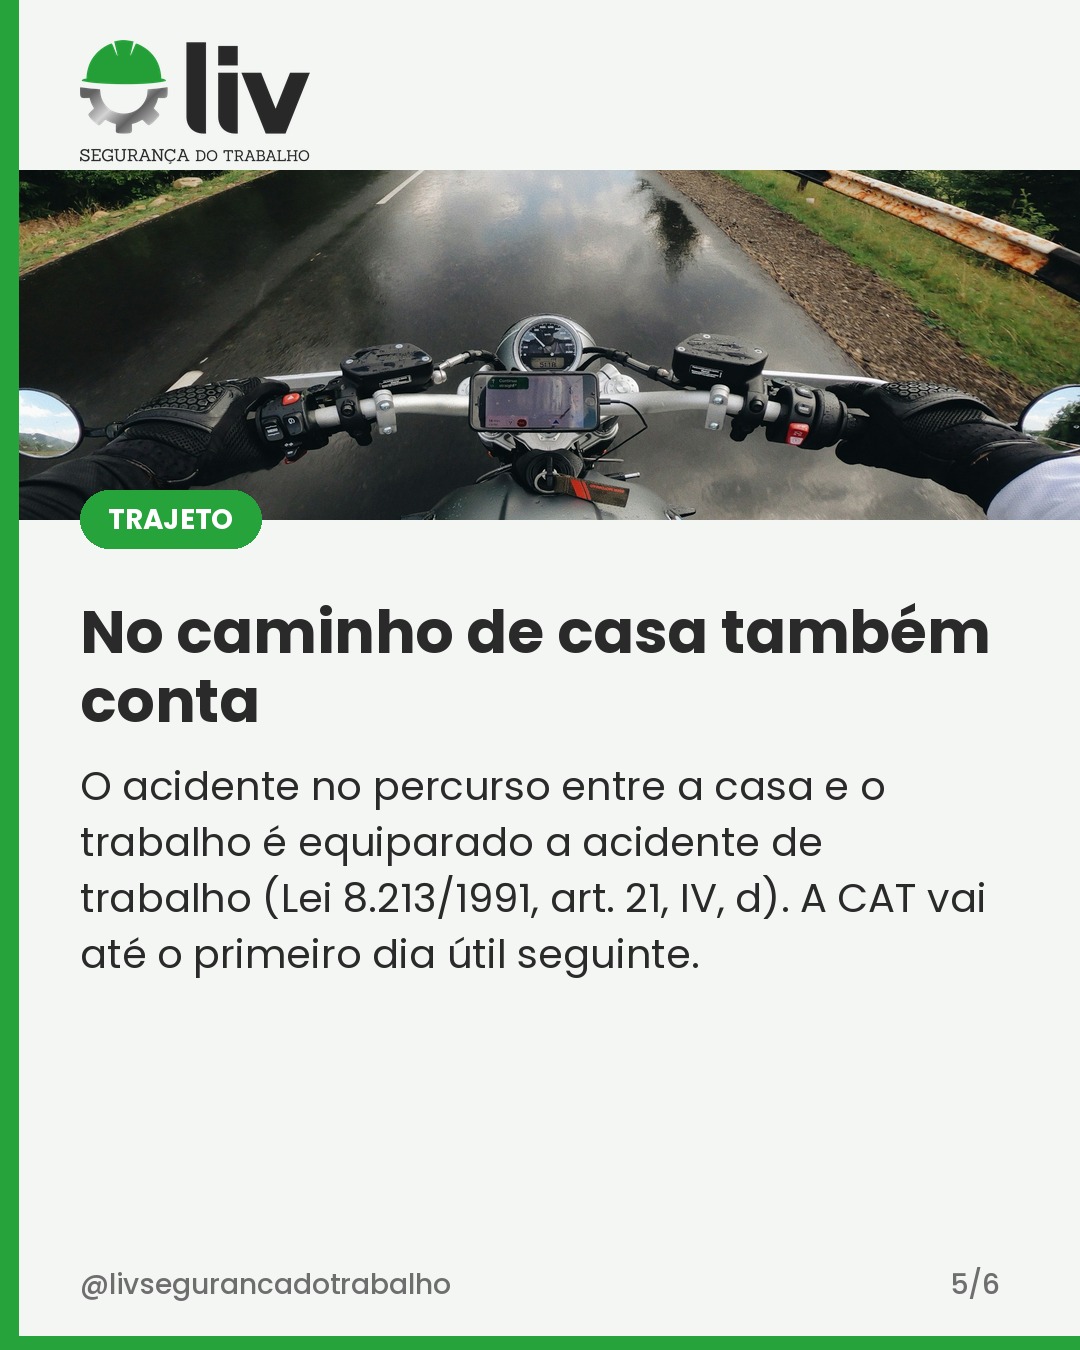 liv
SEGURANÇA DO TRABALHO
TRAJETO
No caminho de casa também
conta
O acidente no percurso entre a casa e o
trabalho é equiparado a acidente de
trabalho (Lei 8.213/1991, art. 21, IV, d). A CAT vai
até o primeiro dia útil seguinte.
@livsegurancadotrabalho
5/6